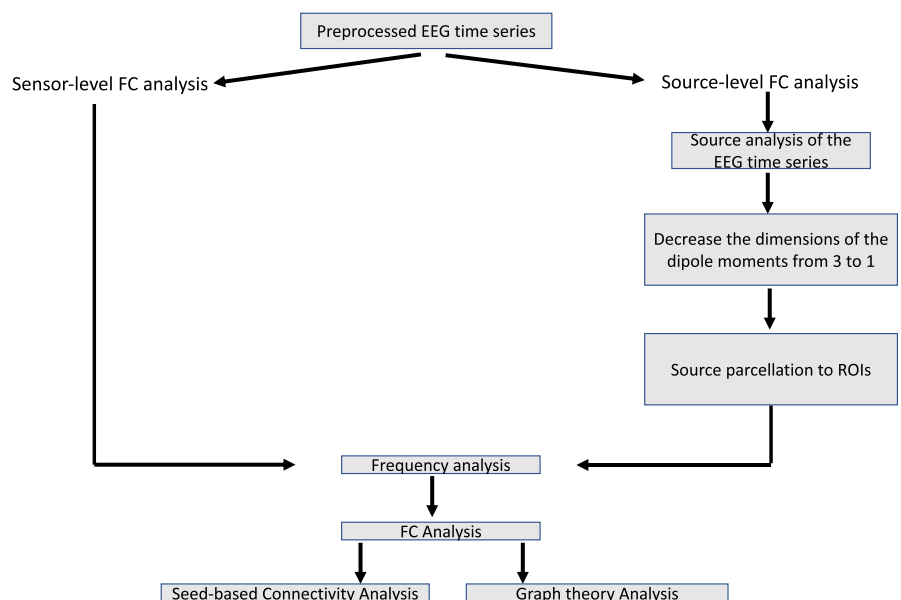 Preprocessed EEG time series
Sensor-level FC analysis
Source-level FC analysis
Source analysis of the
EEG time series
Decrease the dimensions of the
dipole moments from 3 to 1
Source parcellation to ROIs
Frequency analysis
FC Analysis
Seed-based Connectivity Analysis
Graph theory Analysis